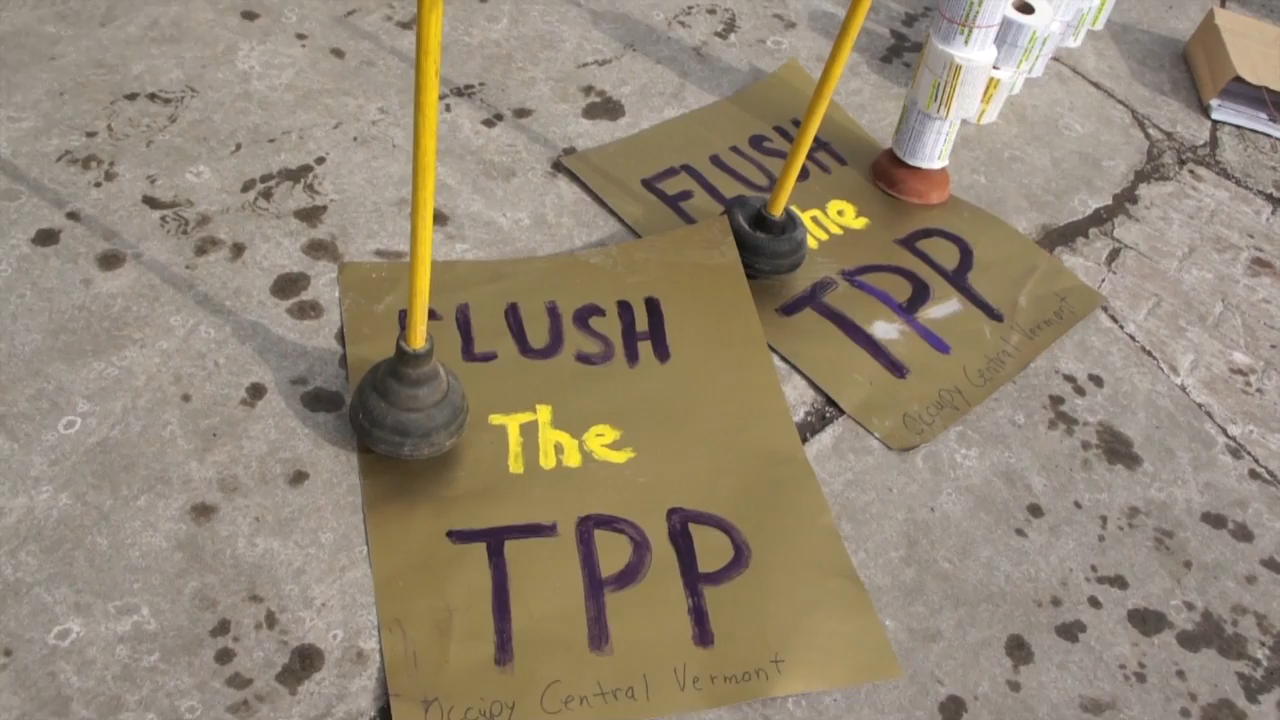 FLUSH
The
TPP
Occupy Central Vermont
FLUSH
The
TPP
Occupy Central Vermont